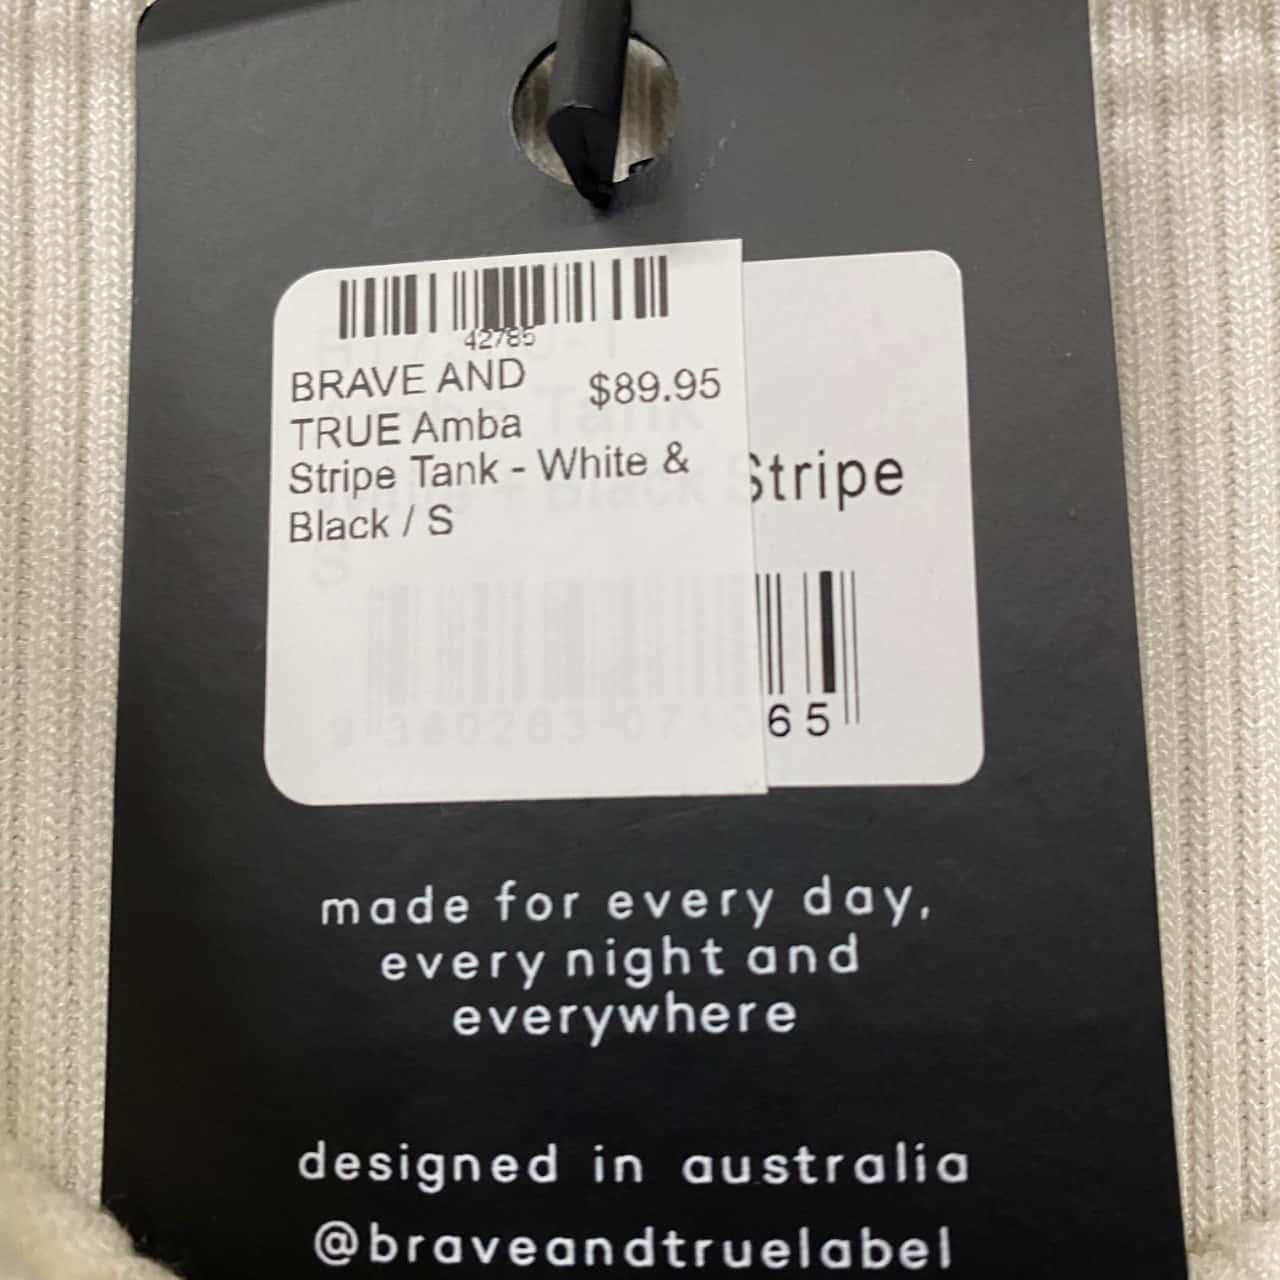 42785
BRAVE AND
TRUE Amba
Stripe Tank - White &
Black / S
$89.95
Stripe
65
made for every day,
every night and
everywhere
designed in australia
@braveandtruelabel